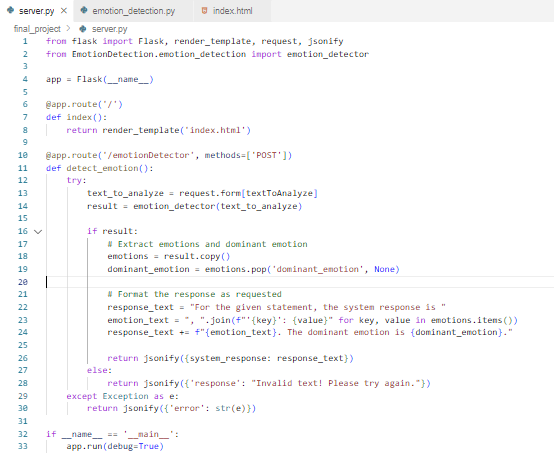 server.py × emotion_detection.py index.html
final_project > server.py
1 from flask import Flask, render_template, request, jsonify
2 from EmotionDetection.emotion_detection import emotion_detector
3
4 app = Flask(__name__)
5
6 @app.route('/')
7 def index():
8     return render_template('index.html')
9
10 @app.route('/emotionDetector', methods=['POST'])
11 def detect_emotion():
12     try:
13         text_to_analyze = request.form[textToAnalyze]
14         result = emotion_detector(text_to_analyze)
15
16         if result:
17             # Extract emotions and dominant emotion
18             emotions = result.copy()
19             dominant_emotion = emotions.pop('dominant_emotion', None)
20
21             # Format the response as requested
22             response_text = "For the given statement, the system response is "
23             emotion_text = ", ".join(f"'{key}': {value}" for key, value in emotions.items())
24             response_text += f"{emotion_text}. The dominant emotion is {dominant_emotion}."
25
26             return jsonify({system_response: response_text})
27         else:
28             return jsonify({'response': "Invalid text! Please try again."})
29     except Exception as e:
30         return jsonify({'error': str(e)})
31
32 if __name__ == '__main__':
33     app.run(debug=True)